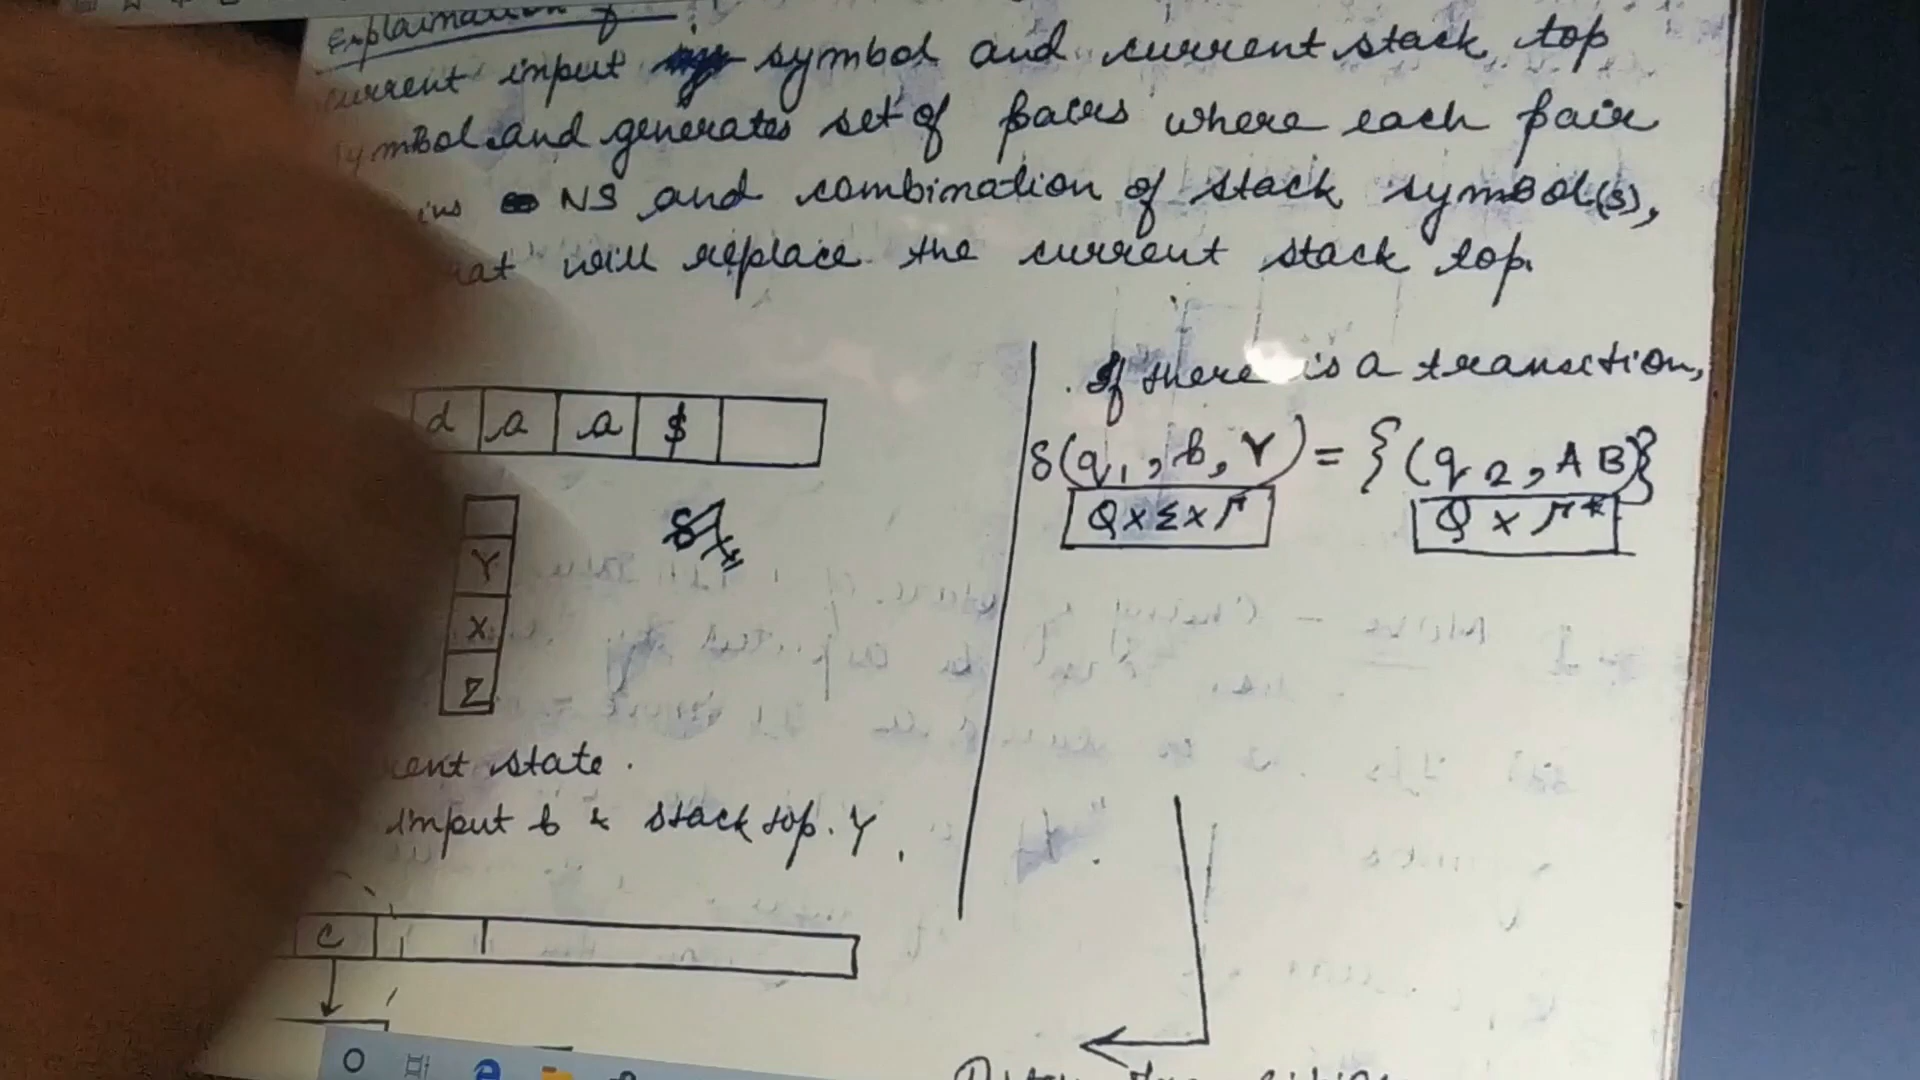 Explaination of
current input symbol and current stack top
symbol and generates set of pairs where each pair
NS and combination of stack symbol(s),
will replace the current stack top.
d a a $
Y
X
Z
state.
input b & stack top. Y
c
If there is a transition,
δ(q₁, b, Y) = {(q₂, AB)}
Q x Σ x Γ
Q x Γ*